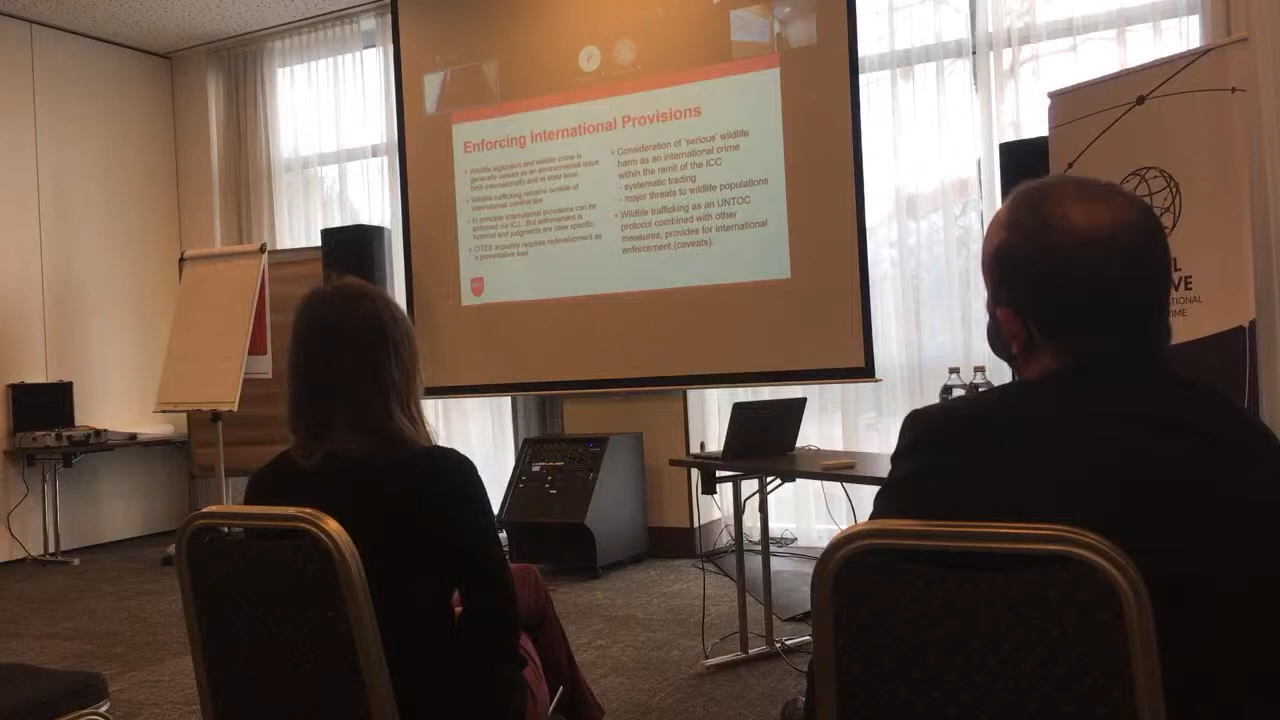 Enforcing International Provisions
• Wildlife legislation and wildlife crime is
generally viewed as an environmental issue
both internationally and at state level
• Wildlife trafficking remains outside of
international criminal law
• In principle international provisions can be
enforced via ICJ. But enforcement is
nominal and judgments are case specific.
• CITES arguably requires redevelopment as
a preventative tool
• Consideration of 'serious' wildlife
harm as an international crime
within the remit of the ICC
- systematic trading
- major threats to wildlife populations
• Wildlife trafficking as an UNTOC
protocol combined with other
measures, provides for international
enforcement (caveats).